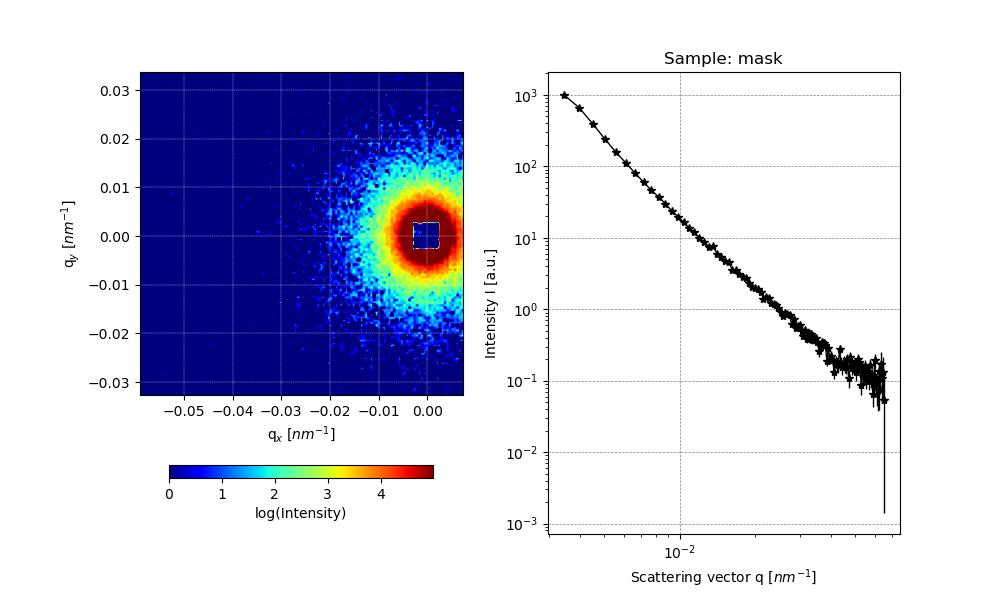 0.03
0.02
0.01
0.00
−0.01
−0.02
−0.03
q_y [nm^{−1}]
−0.05 −0.04 −0.03 −0.02 −0.01 0.00
q_x [nm^{−1}]
0 1 2 3 4
log(Intensity)
Sample: mask
10^3
10^2
10^1
10^0
10^{−1}
10^{−2}
10^{−3}
Intensity I [a.u.]
10^{−2}
Scattering vector q [nm^{−1}]